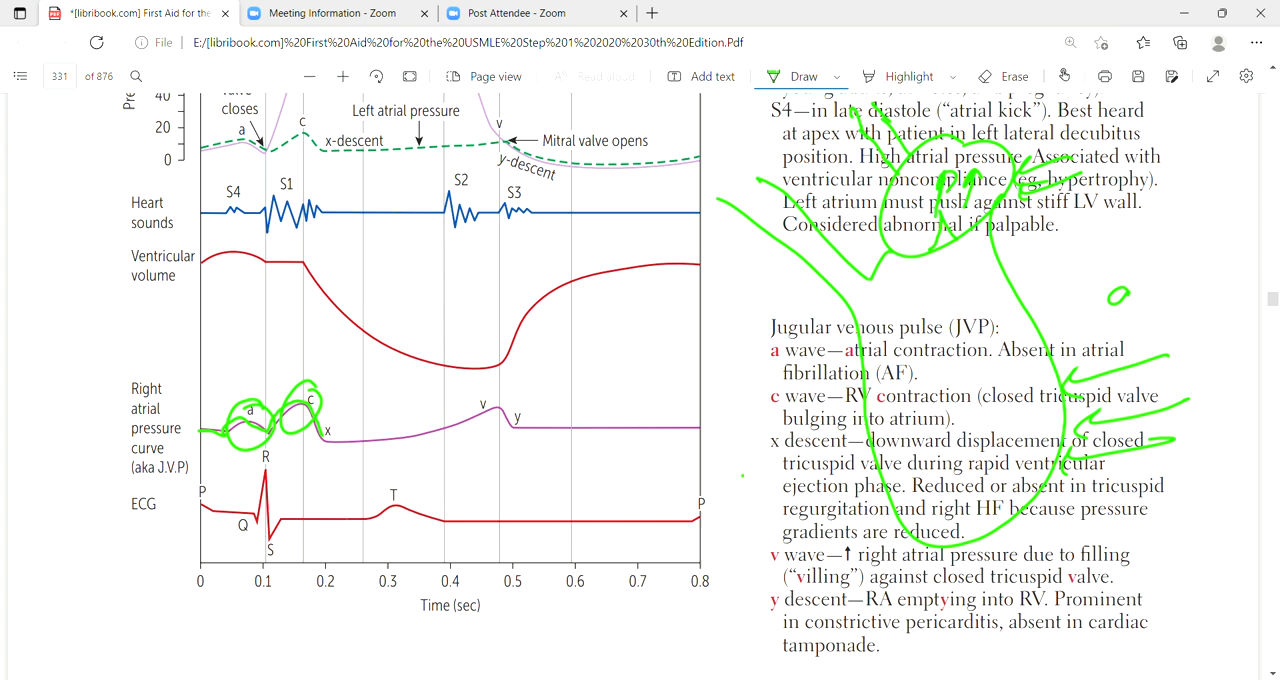 *[libribook.com] First Aid for the
Meeting Information - Zoom
Post Attendee - Zoom
File
E:/[libribook.com]%20First%20Aid%20for%20the%20USMLE%20Step%201%202020%2030th%20Edition.Pdf
331 of 876
Page view
Read aloud
Add text
Draw
Highlight
Erase
closes
40
20
0
a
c
x-descent
Left atrial pressure
v
Mitral valve opens
y-descent
Heart
sounds
S4
S1
S2
S3
Ventricular
volume
Right
atrial
pressure
curve
(aka J.V.P)
a
c
x
v
y
ECG
P
Q
R
S
T
P
0 0.1 0.2 0.3 0.4 0.5 0.6 0.7 0.8
Time (sec)
S4—in late diastole (“atrial kick”). Best heard
at apex with patient in left lateral decubitus
position. High atrial pressure. Associated with
ventricular noncompliance (eg, hypertrophy).
Left atrium must push against stiff LV wall.
Considered abnormal if palpable.
Jugular venous pulse (JVP):
a wave—atrial contraction. Absent in atrial
fibrillation (AF).
c wave—RV contraction (closed tricuspid valve
bulging into atrium).
x descent—downward displacement of closed
tricuspid valve during rapid ventricular
ejection phase. Reduced or absent in tricuspid
regurgitation and right HF because pressure
gradients are reduced.
v wave—↑ right atrial pressure due to filling
(“villing”) against closed tricuspid valve.
y descent—RA emptying into RV. Prominent
in constrictive pericarditis, absent in cardiac
tamponade.